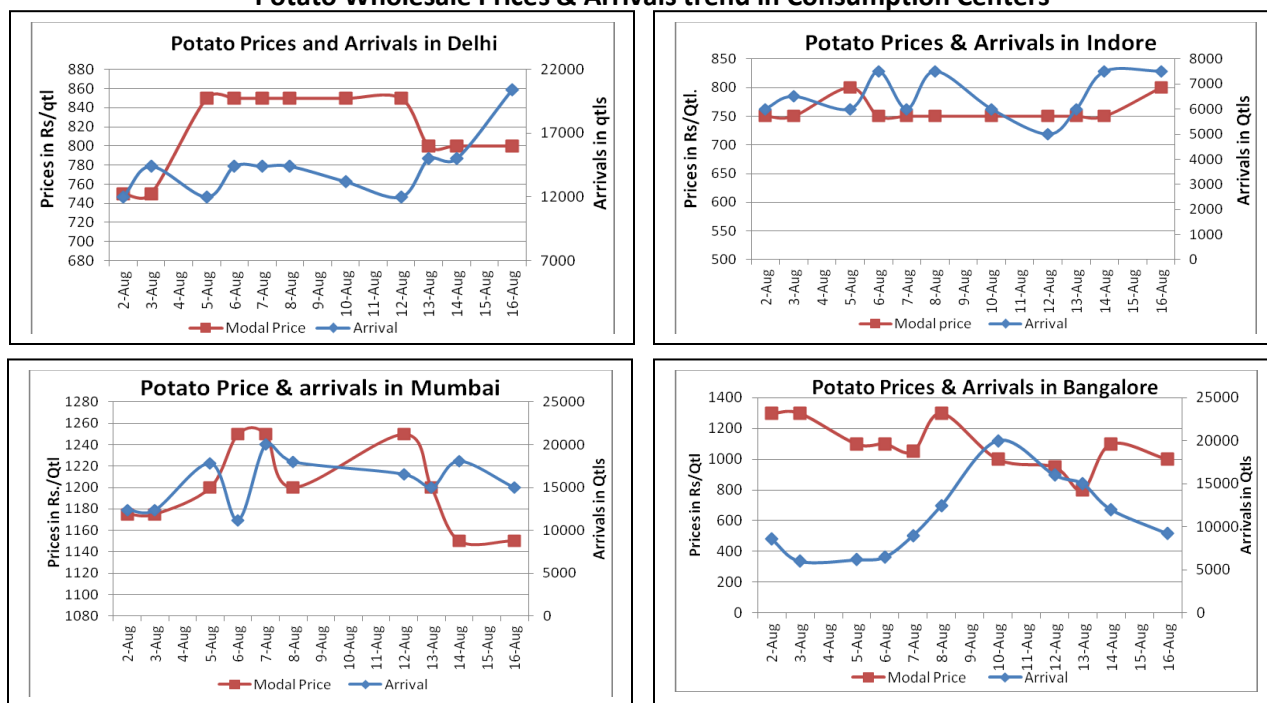 Potato Wholesale Prices & Arrivals trend in Consumption Centers
Potato Prices and Arrivals in Delhi
Prices in Rs/qtl
880
860
840
820
800
780
760
740
720
700
680
22000
17000
12000
7000
Arrivals in qtls
2-Aug
3-Aug
4-Aug
5-Aug
6-Aug
7-Aug
8-Aug
9-Aug
10-Aug
11-Aug
12-Aug
13-Aug
14-Aug
15-Aug
16-Aug
Modal Price Arrival
Potato Prices & Arrivals in Indore
Prices in Rs/Qtl.
850
800
750
700
650
600
550
500
8000
7000
6000
5000
4000
3000
2000
1000
0
Arrivals in Qtls
2-Aug
3-Aug
4-Aug
5-Aug
6-Aug
7-Aug
8-Aug
9-Aug
10-Aug
11-Aug
12-Aug
13-Aug
14-Aug
15-Aug
16-Aug
Modal price Arrival
Potato Price & arrivals in Mumbai
Prices in Rs./Qtl
1280
1260
1240
1220
1200
1180
1160
1140
1120
1100
1080
25000
20000
15000
10000
5000
0
Arrivals in Qtls
2-Aug
3-Aug
4-Aug
5-Aug
6-Aug
7-Aug
8-Aug
9-Aug
10-Aug
11-Aug
12-Aug
13-Aug
14-Aug
15-Aug
16-Aug
Modal Price Arrival
Potato Prices & Arrivals in Bangalore
Prices in Rs/Qtl
1400
1200
1000
800
600
400
200
0
25000
20000
15000
10000
5000
0
Arrivals in Qtls
2-Aug
3-Aug
4-Aug
5-Aug
6-Aug
7-Aug
8-Aug
9-Aug
10-Aug
11-Aug
12-Aug
13-Aug
14-Aug
15-Aug
16-Aug
Modal Price Arrival